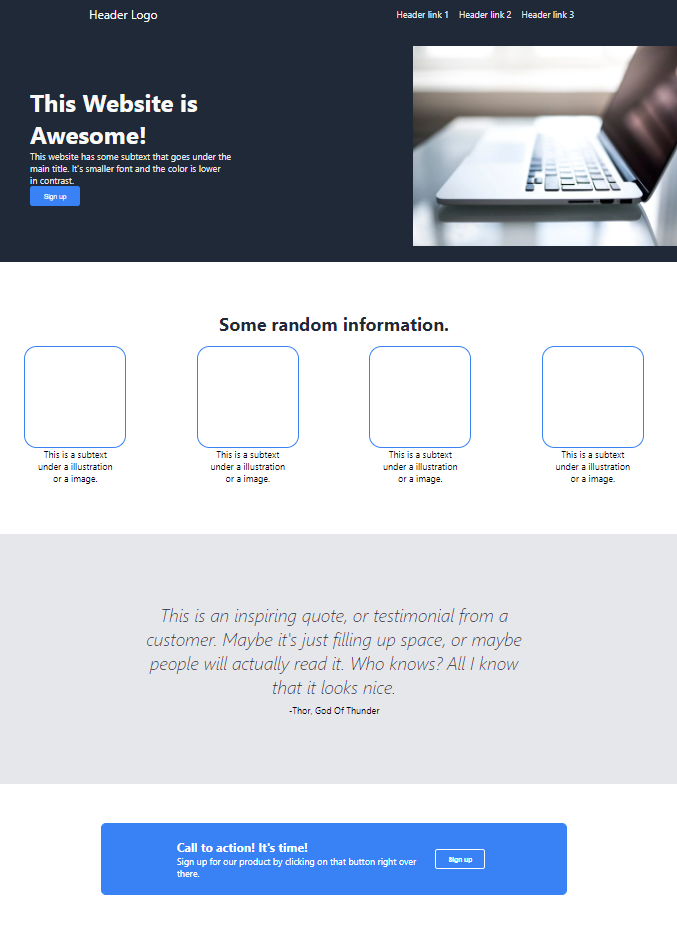 Header Logo
Header link 1 Header link 2 Header link 3
This Website is
Awesome!
This website has some subtext that goes under the
main title. It's smaller font and the color is lower
in contrast.
Sign up
Some random information.
This is a subtext
under a illustration
or a image.
This is a subtext
under a illustration
or a image.
This is a subtext
under a illustration
or a image.
This is a subtext
under a illustration
or a image.
This is an inspiring quote, or testimonial from a
customer. Maybe it's just filling up space, or maybe
people will actually read it. Who knows? All I know
that it looks nice.
-Thor, God Of Thunder
Call to action! It's time!
Sign up for our product by clicking on that button right over
there.
Sign up